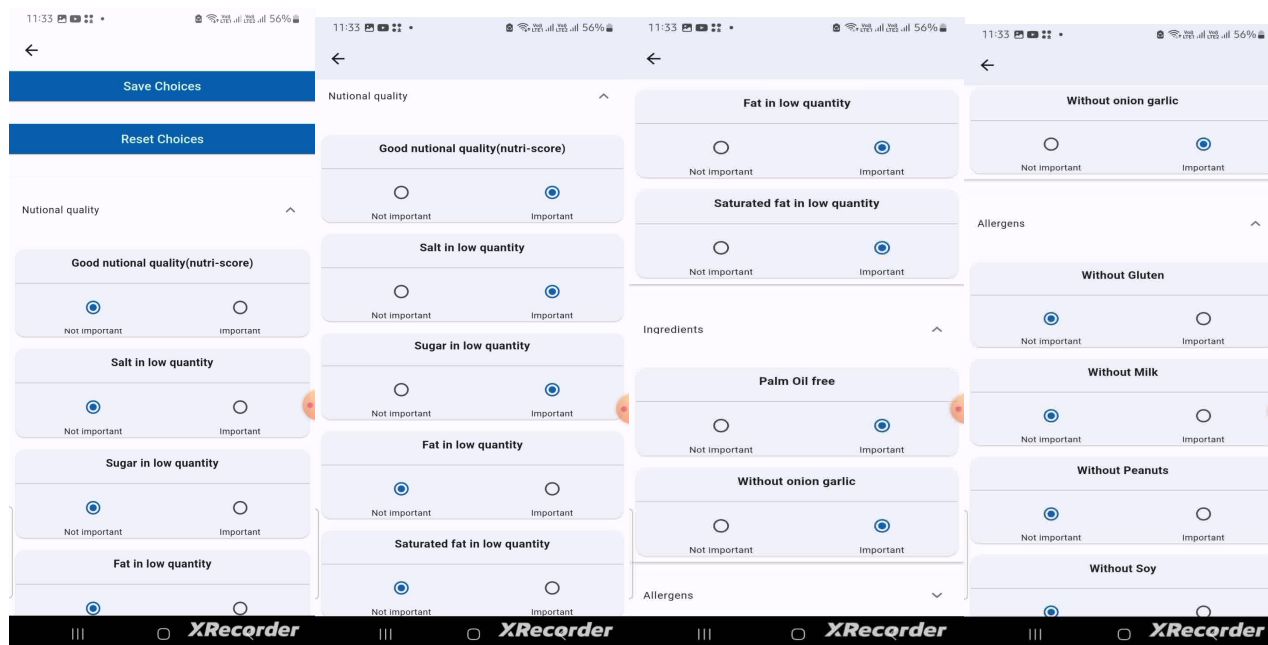 11:33
56%
Save Choices
Reset Choices
Nutional quality
Good nutional quality(nutri-score)
Not important Important
Salt in low quantity
Not important Important
Sugar in low quantity
Not important Important
Fat in low quantity
XRecorder
11:33
56%
Nutional quality
Good nutional quality(nutri-score)
Not important Important
Salt in low quantity
Not important Important
Sugar in low quantity
Not important Important
Fat in low quantity
Not important Important
Saturated fat in low quantity
Not important Important
XRecorder
11:33
56%
Fat in low quantity
Not important Important
Saturated fat in low quantity
Not important Important
Ingredients
Palm Oil free
Not important Important
Without onion garlic
Not important Important
Allergens
XRecorder
11:33
56%
Without onion garlic
Not important Important
Allergens
Without Gluten
Not important Important
Without Milk
Not important Important
Without Peanuts
Not important Important
Without Soy
XRecorder